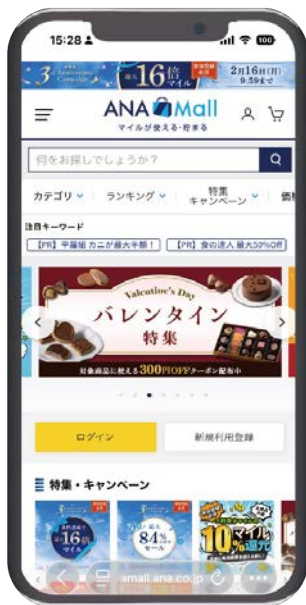 15:28
100
3rd Anniversary Campaign
最大16倍マイル
2月16日(月)
9:59まで
ANA Mall
マイルが使える・貯まる
何をお探しでしょうか？
カテゴリ
ランキング
特集
キャンペーン
価
注目キーワード
【PR】甲羅組 カニが最大半額！
【PR】食の達人 最大50%Off
Valentine's Day
バレンタイン
特集
対象商品に使える300円OFFクーポン配布中
ログイン
新規利用登録
特集・キャンペーン
最大16倍
マイル
最大
84%
セール
10%マイル
還元
mall.ana.co.jp